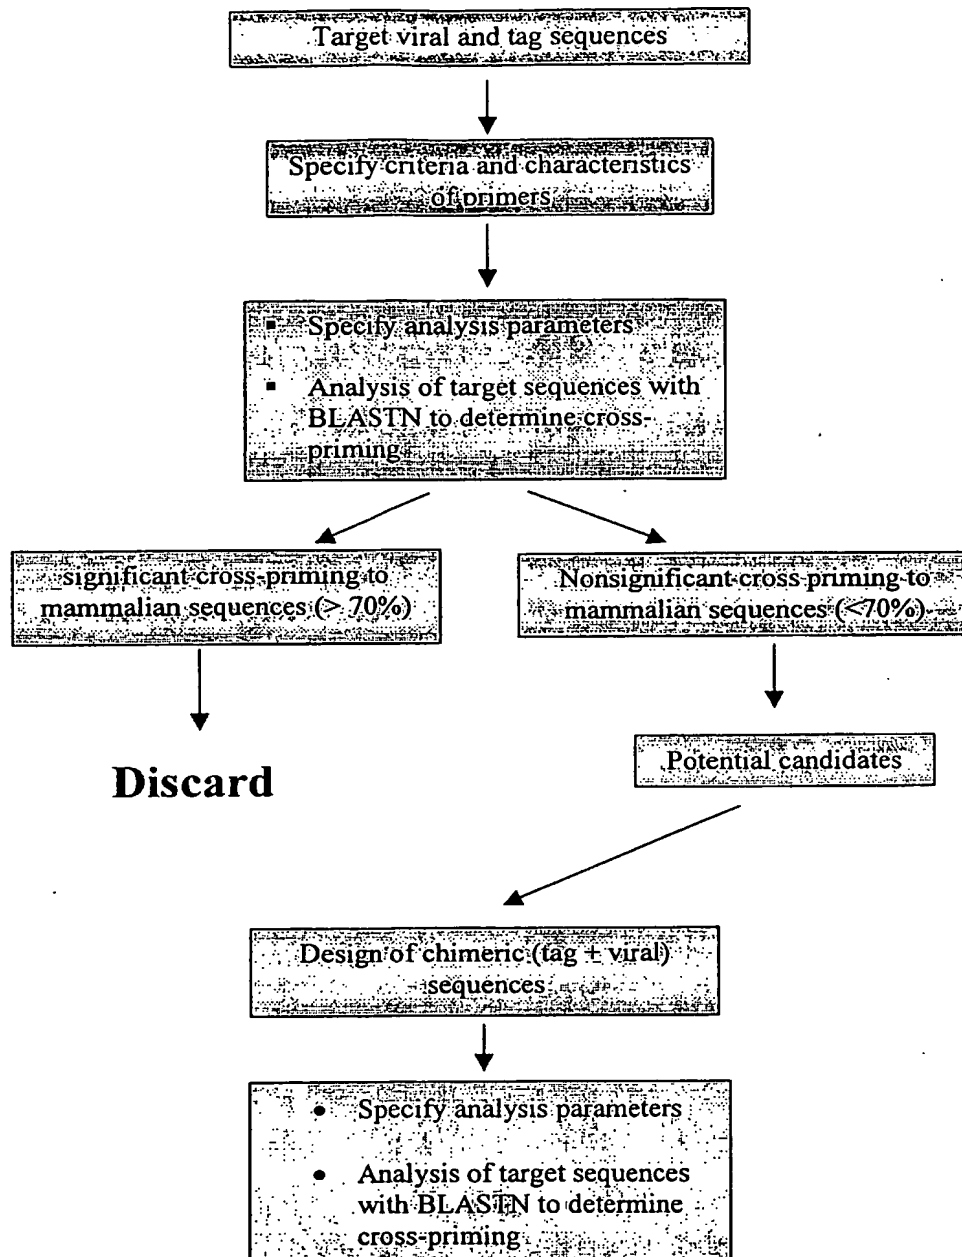 Target viral and tag sequences
Specify criteria and characteristics
of primers
▪ Specify analysis parameters
▪ Analysis of target sequences with
BLASTN to determine cross-
priming
significant cross-priming to
mammalian sequences (> 70%)
Nonsignificant cross priming to
mammalian sequences (<70%)
Discard
Potential candidates
Design of chimeric (tag + viral)
sequences
• Specify analysis parameters
• Analysis of target sequences
with BLASTN to determine
cross-priming